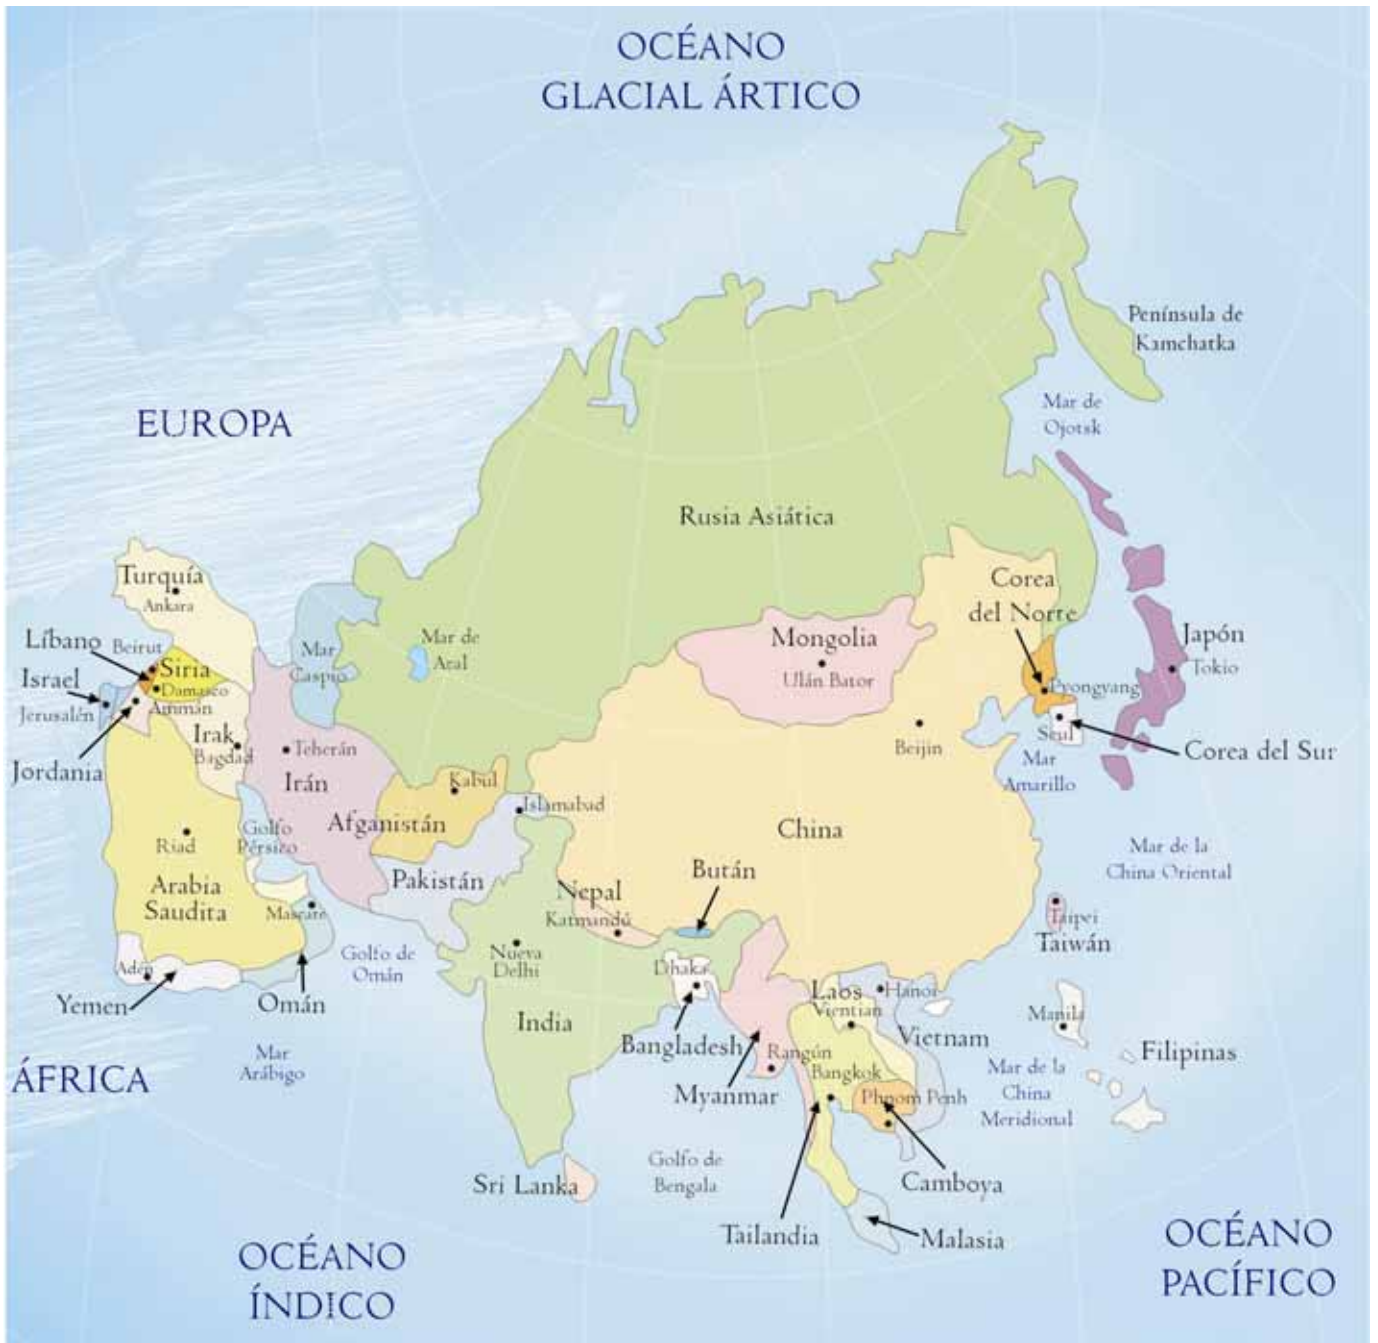 OCÉANO
GLACIAL ÁRTICO
Península de
Kamchatka
Mar de
Ojotsk
EUROPA
Rusia Asiática
Turquía
Ankara
Corea
del Norte
Líbano
Beirut
Siria
Damasco
Israel
Jerusalén
Ammán
Jordania
Irak
Bagdad
Mar
Caspio
Mar de
Aral
Mongolia
Ulán Bator
Japón
Tokio
Pyongyang
Seul
Corea del Sur
Beijin
Mar
Amarillo
Teherán
Irán
Kabul
Afganistán
Islamabad
China
Golfo
Pérsizo
Riad
Arabia
Saudita
Pakistán
Nepal
Katmandú
Bután
Mar de la
China Oriental
Mascate
Taipei
Taiwán
Adén
Yemen
Omán
Golfo de
Omán
Nueva
Delhi
India
Dhaka
Bangladesh
Laos
Vientian
Hanoi
Vietnam
Manila
Filipinas
Mar
Arábigo
ÁFRICA
Rangún
Bangkok
Myanmar
Phnom Penh
Mar de la
China
Meridional
Sri Lanka
Golfo de
Bengala
Camboya
Tailandia
Malasia
OCÉANO
ÍNDICO
OCÉANO
PACÍFICO